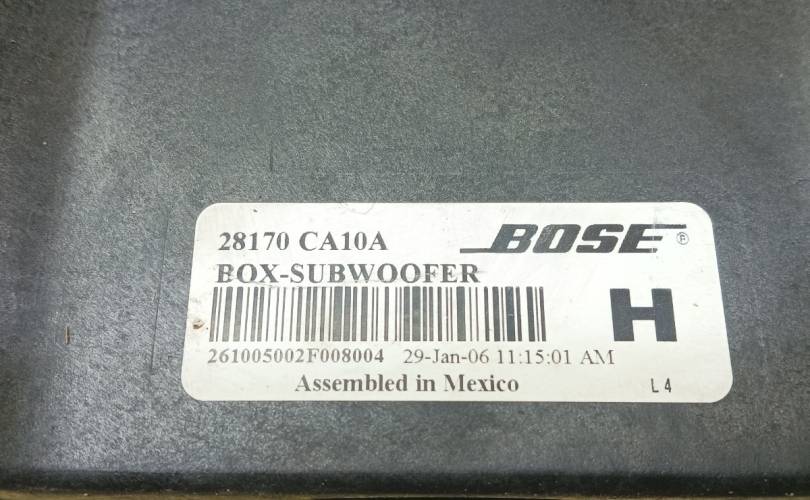 28170 CA10A
BOSE®
BOX-SUBWOOFER
H
261005002F008004 29-Jan-06 11:15:01 AM
Assembled in Mexico
L4